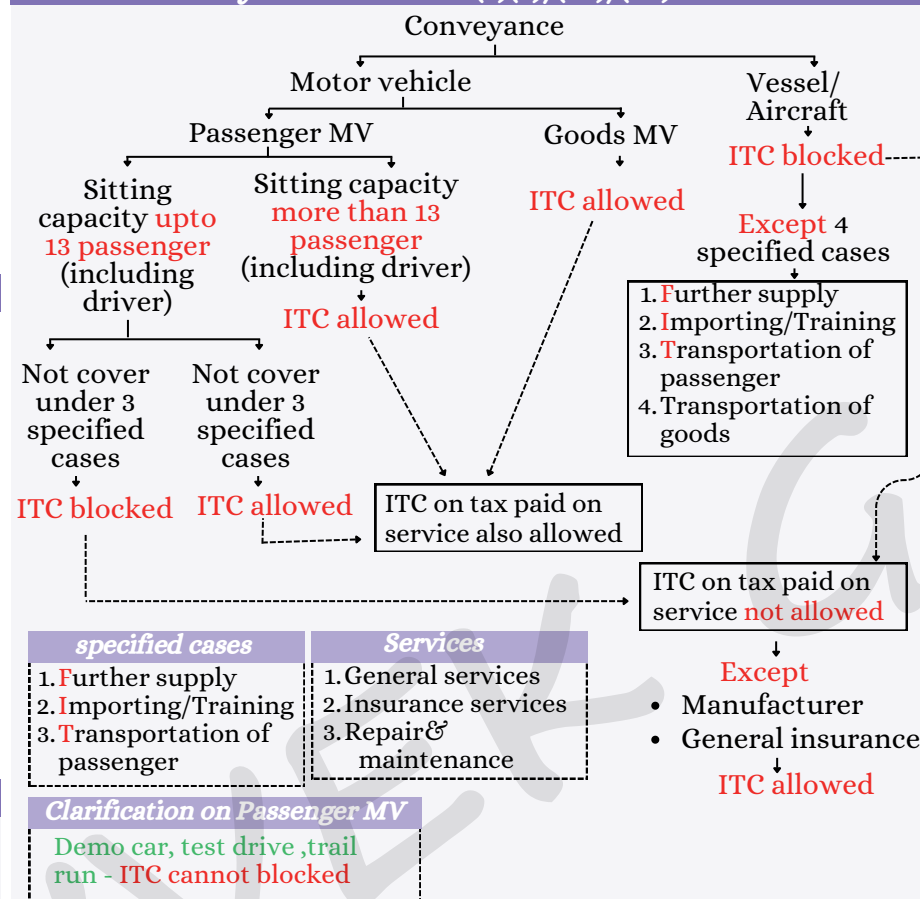 Conveyance
Motor vehicle
Vessel/
Aircraft
Passenger MV
Goods MV
ITC blocked
Sitting
capacity upto
13 passenger
(including
driver)
Sitting capacity
more than 13
passenger
(including driver)
ITC allowed
ITC allowed
Except 4
specified cases
1. Further supply
2. Importing/Training
3. Transportation of
passenger
4. Transportation of
goods
Not cover
under 3
specified
cases
ITC blocked
Not cover
under 3
specified
cases
ITC allowed
ITC on tax paid on
service also allowed
ITC on tax paid on
service not allowed
Except
• Manufacturer
• General insurance
ITC allowed
specified cases
1. Further supply
2. Importing/Training
3. Transportation of
passenger
Services
1. General services
2. Insurance services
3. Repair&
maintenance
Clarification on Passenger MV
Demo car, test drive ,trail
run - ITC cannot blocked